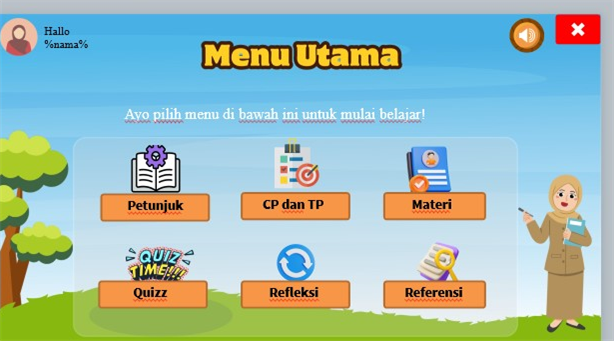 Hallo
%nama%
Menu Utama
Ayo pilih menu di bawah ini untuk mulai belajar!
Petunjuk
CP dan TP
Materi
QUIZ
TIME!!!!
Quizz
Refleksi
Referensi